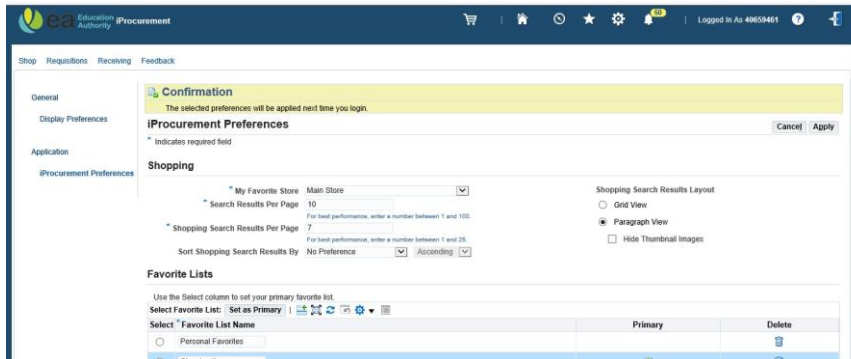 ea Education Authority iProcurement
50
Logged In As 40659461
Shop Requisitions Receiving Feedback
General
Display Preferences
Application
iProcurement Preferences
Confirmation
The selected preferences will be applied next time you login.
iProcurement Preferences
Cancel Apply
* Indicates required field
Shopping
* My Favorite Store Main Store
* Search Results Per Page 10
For best performance, enter a number between 1 and 100.
* Shopping Search Results Per Page 7
For best performance, enter a number between 1 and 25.
Sort Shopping Search Results By No Preference Ascending
Shopping Search Results Layout
Grid View
Paragraph View
Hide Thumbnail Images
Favorite Lists
Use the Select column to set your primary favorite list.
Select Favorite List: Set as Primary
Select * Favorite List Name Primary Delete
Personal Favorites